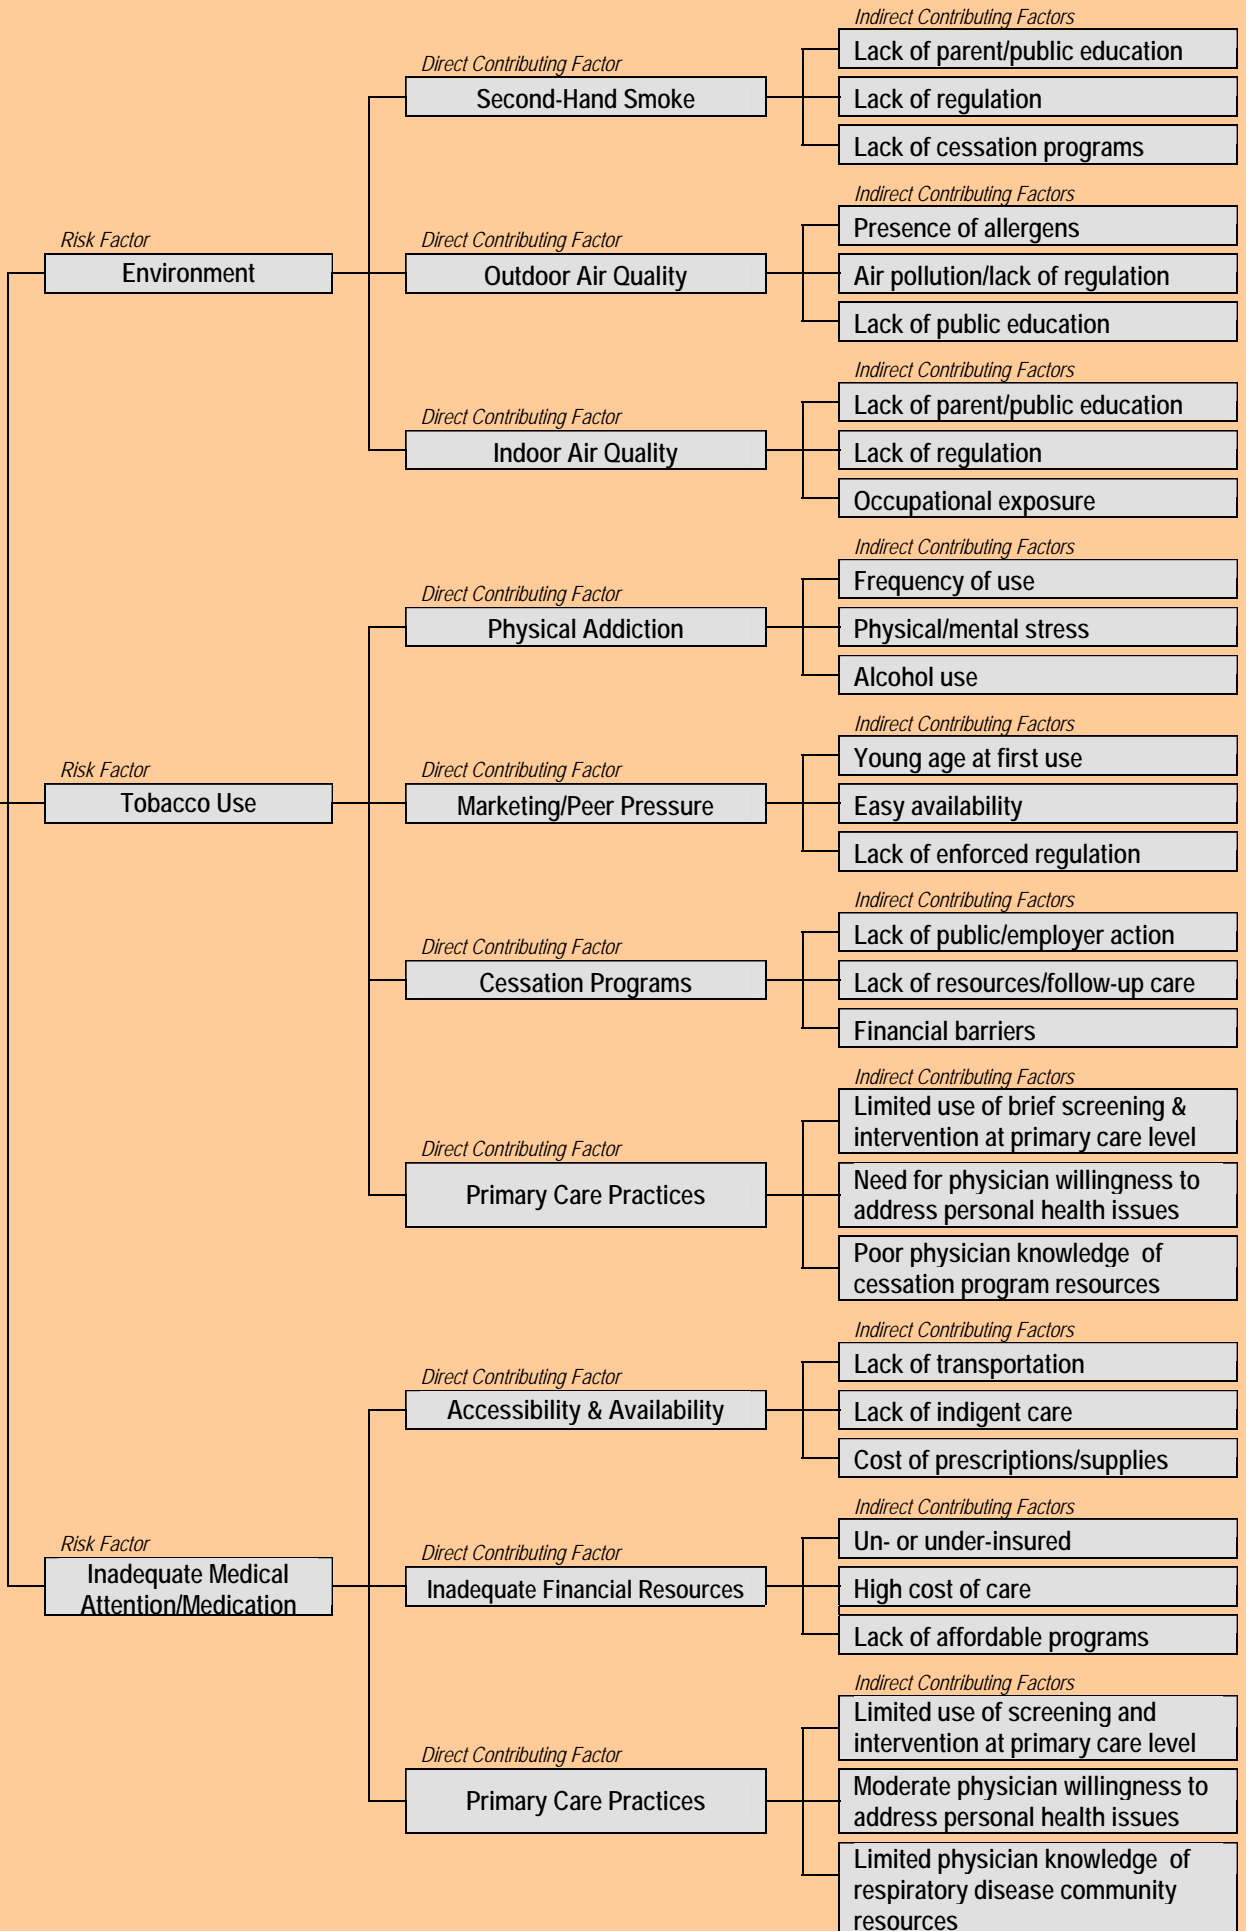 Indirect Contributing Factors
Lack of parent/public education
Direct Contributing Factor
Second-Hand Smoke
Lack of regulation
Lack of cessation programs
Indirect Contributing Factors
Presence of allergens
Risk Factor
Environment
Direct Contributing Factor
Outdoor Air Quality
Air pollution/lack of regulation
Lack of public education
Indirect Contributing Factors
Lack of parent/public education
Direct Contributing Factor
Indoor Air Quality
Lack of regulation
Occupational exposure
Indirect Contributing Factors
Frequency of use
Direct Contributing Factor
Physical Addiction
Physical/mental stress
Alcohol use
Indirect Contributing Factors
Young age at first use
Risk Factor
Tobacco Use
Direct Contributing Factor
Marketing/Peer Pressure
Easy availability
Lack of enforced regulation
Indirect Contributing Factors
Lack of public/employer action
Direct Contributing Factor
Cessation Programs
Lack of resources/follow-up care
Financial barriers
Indirect Contributing Factors
Limited use of brief screening &
intervention at primary care level
Direct Contributing Factor
Primary Care Practices
Need for physician willingness to
address personal health issues
Poor physician knowledge of
cessation program resources
Indirect Contributing Factors
Lack of transportation
Direct Contributing Factor
Accessibility & Availability
Lack of indigent care
Cost of prescriptions/supplies
Indirect Contributing Factors
Un- or under-insured
Risk Factor
Inadequate Medical
Attention/Medication
Direct Contributing Factor
Inadequate Financial Resources
High cost of care
Lack of affordable programs
Indirect Contributing Factors
Limited use of screening and
intervention at primary care level
Direct Contributing Factor
Primary Care Practices
Moderate physician willingness to
address personal health issues
Limited physician knowledge of
respiratory disease community
resources